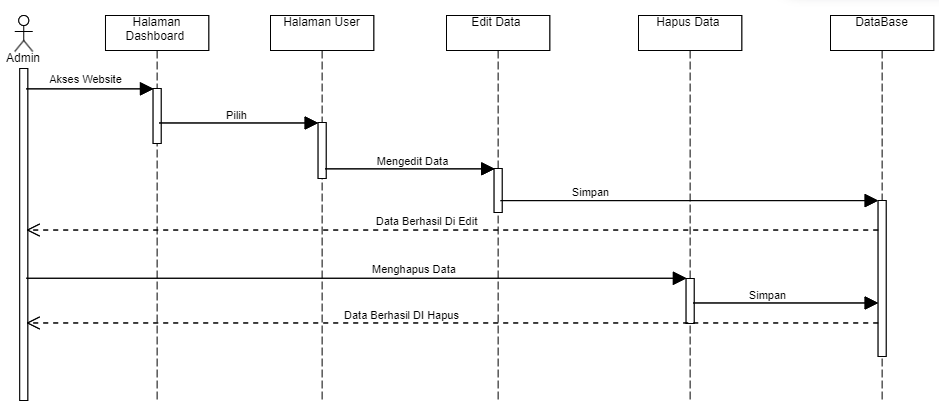 Halaman
Dashboard
Halaman User
Edit Data
Hapus Data
DataBase
Admin
Akses Website
Pilih
Mengedit Data
Simpan
Data Berhasil Di Edit
Menghapus Data
Simpan
Data Berhasil DI Hapus